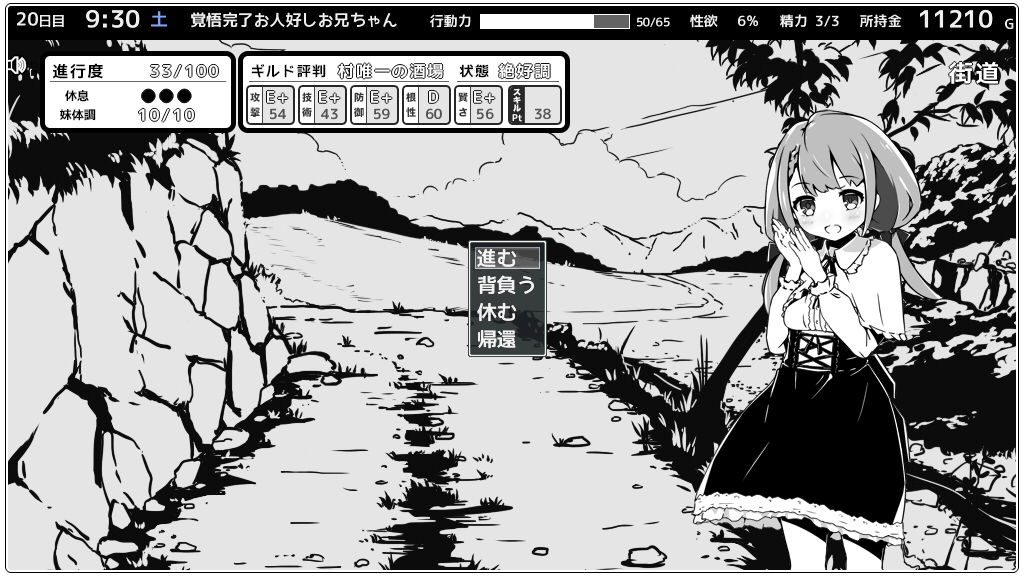 20日目 9:30 土 覚悟完了お人好しお兄ちゃん 行動力 50/65 性欲 6% 精力 3/3 所持金 11210 G
進行度 33/100
休息
妹体調 10/10
ギルド評判 村唯一の酒場 状態 絶好調
攻撃 E+ 54 技術 E+ 43 防御 E+ 59 根性 D 60 賢さ E+ 56 スキルPt 38
街道
進む
背負う
休む
帰還